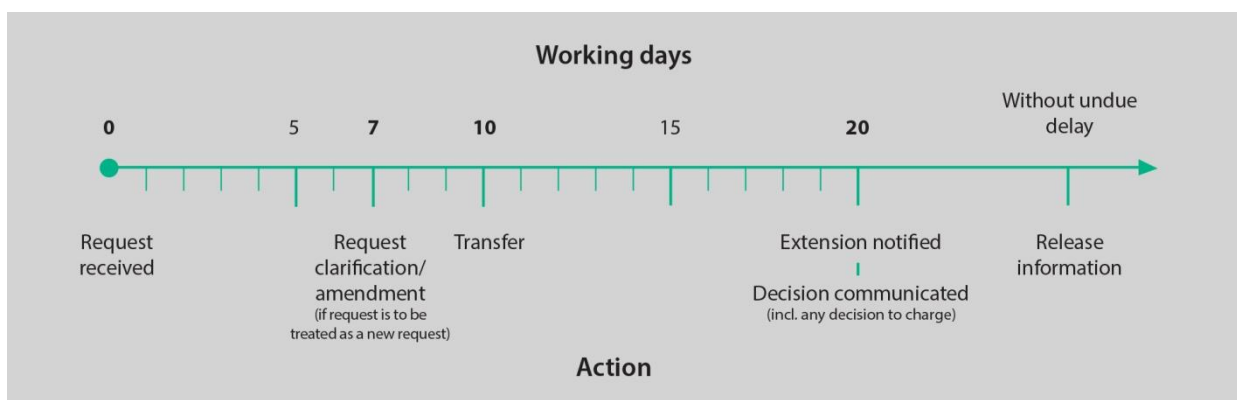 Working days
Without undue
delay
0
5
7
10
15
20
Request
received
Request
clarification/
amendment
(if request is to be
treated as a new request)
Transfer
Extension notified
Decision communicated
(incl. any decision to charge)
Release
information
Action